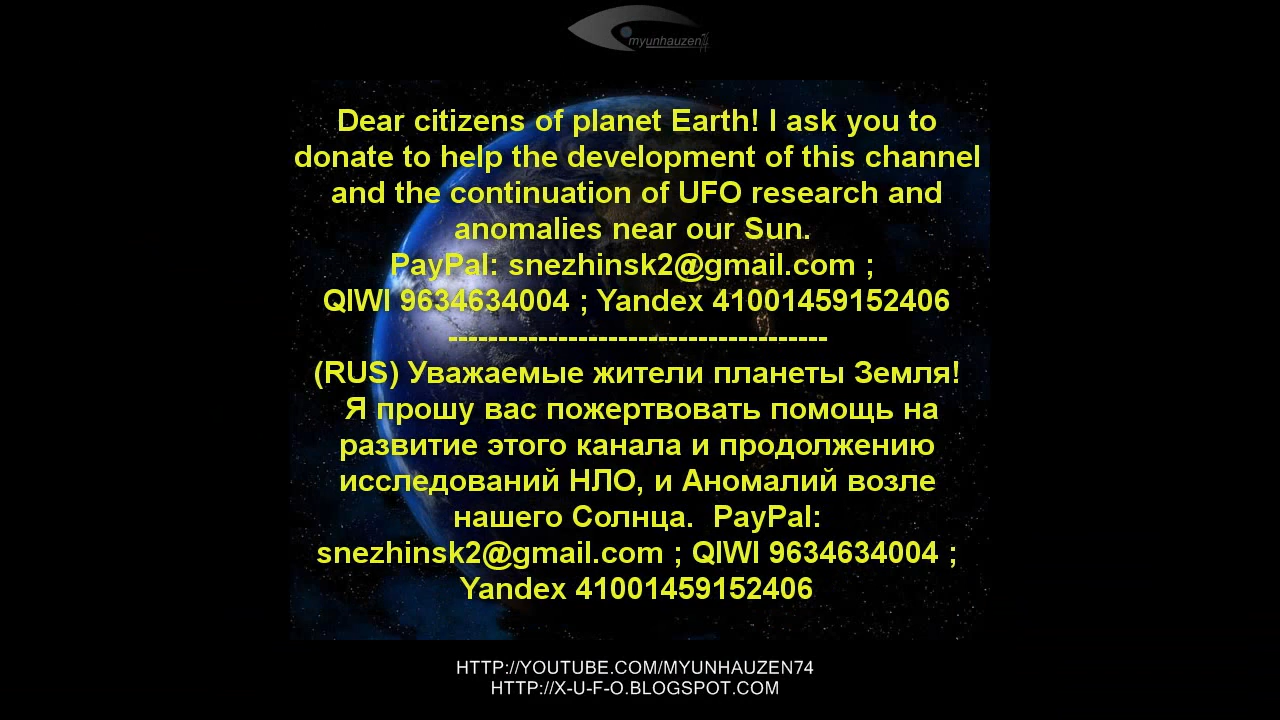 myunhauzen74
Dear citizens of planet Earth! I ask you to
donate to help the development of this channel
and the continuation of UFO research and
anomalies near our Sun.
PayPal: snezhinsk2@gmail.com ;
QIWI 9634634004 ; Yandex 41001459152406
--------------------------------------
(RUS) Уважаемые жители планеты Земля!
Я прошу вас пожертвовать помощь на
развитие этого канала и продолжению
исследований НЛО, и Аномалий возле
нашего Солнца.  PayPal:
snezhinsk2@gmail.com ; QIWI 9634634004 ;
Yandex 41001459152406
HTTP://YOUTUBE.COM/MYUNHAUZEN74
HTTP://X-U-F-O.BLOGSPOT.COM